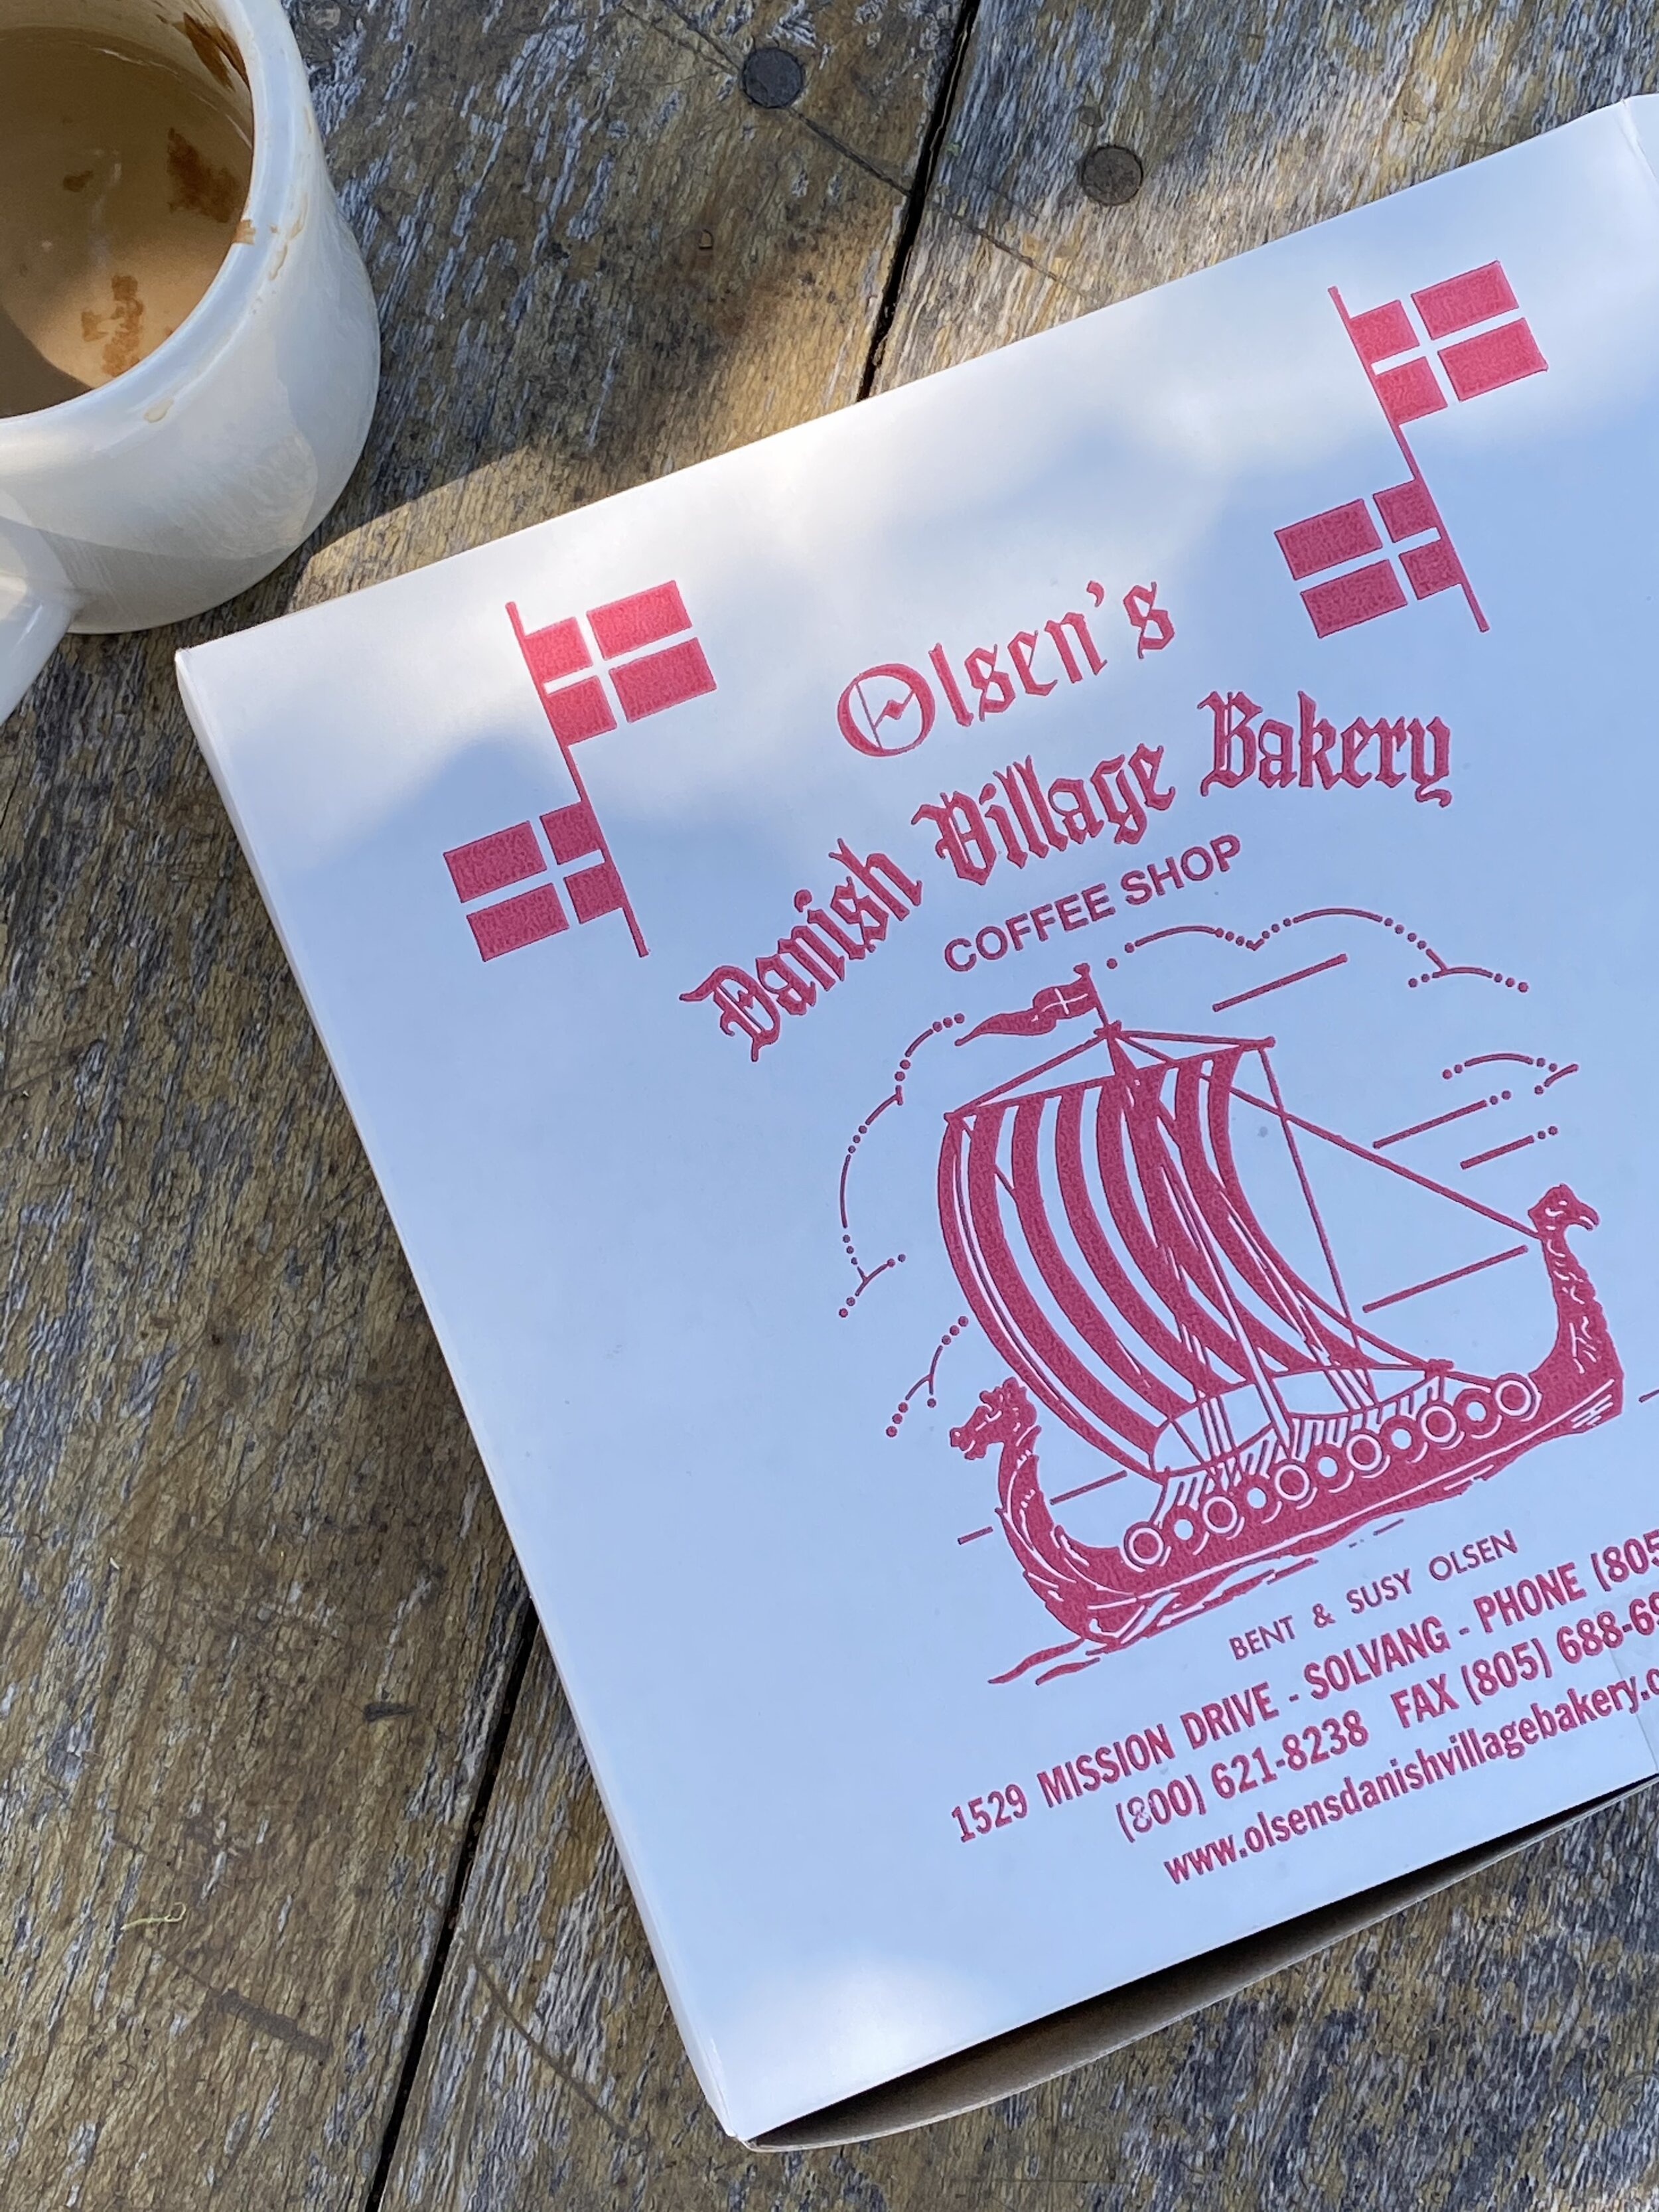 Olsen's
Danish Village Bakery
COFFEE SHOP
BENT & SUSY OLSEN
1529 MISSION DRIVE - SOLVANG - PHONE (805
(800) 621-8238 FAX (805) 688-69
www.olsensdanishvillagebakery.c